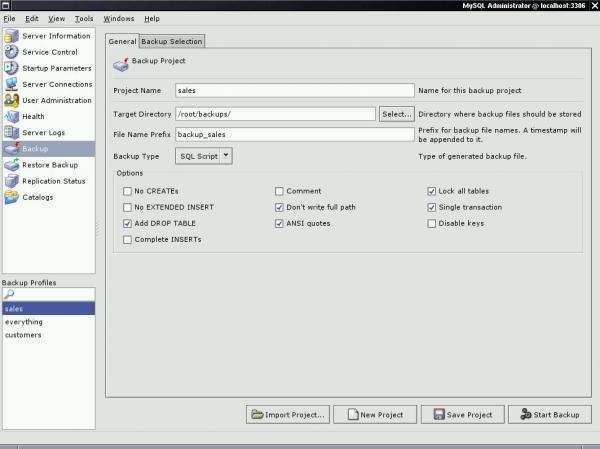 MySQL Administrator @ localhost:3306
File Edit View Tools Windows Help
Server Information
Service Control
Startup Parameters
Server Connections
User Administration
Health
Server Logs
Backup
Restore Backup
Replication Status
Catalogs
Backup Profiles
sales
everything
customers
General Backup Selection
Backup Project
Project Name sales Name for this backup project
Target Directory /root/backups/ Select... Directory where backup files should be stored
File Name Prefix backup_sales Prefix for backup file names. A timestamp will
be appended to it.
Backup Type SQL Script Type of generated backup file.
Options
No CREATEs Comment Lock all tables
No EXTENDED INSERT Don't write full path Single transaction
Add DROP TABLE ANSI quotes Disable keys
Complete INSERTs
Import Project... New Project Save Project Start Backup